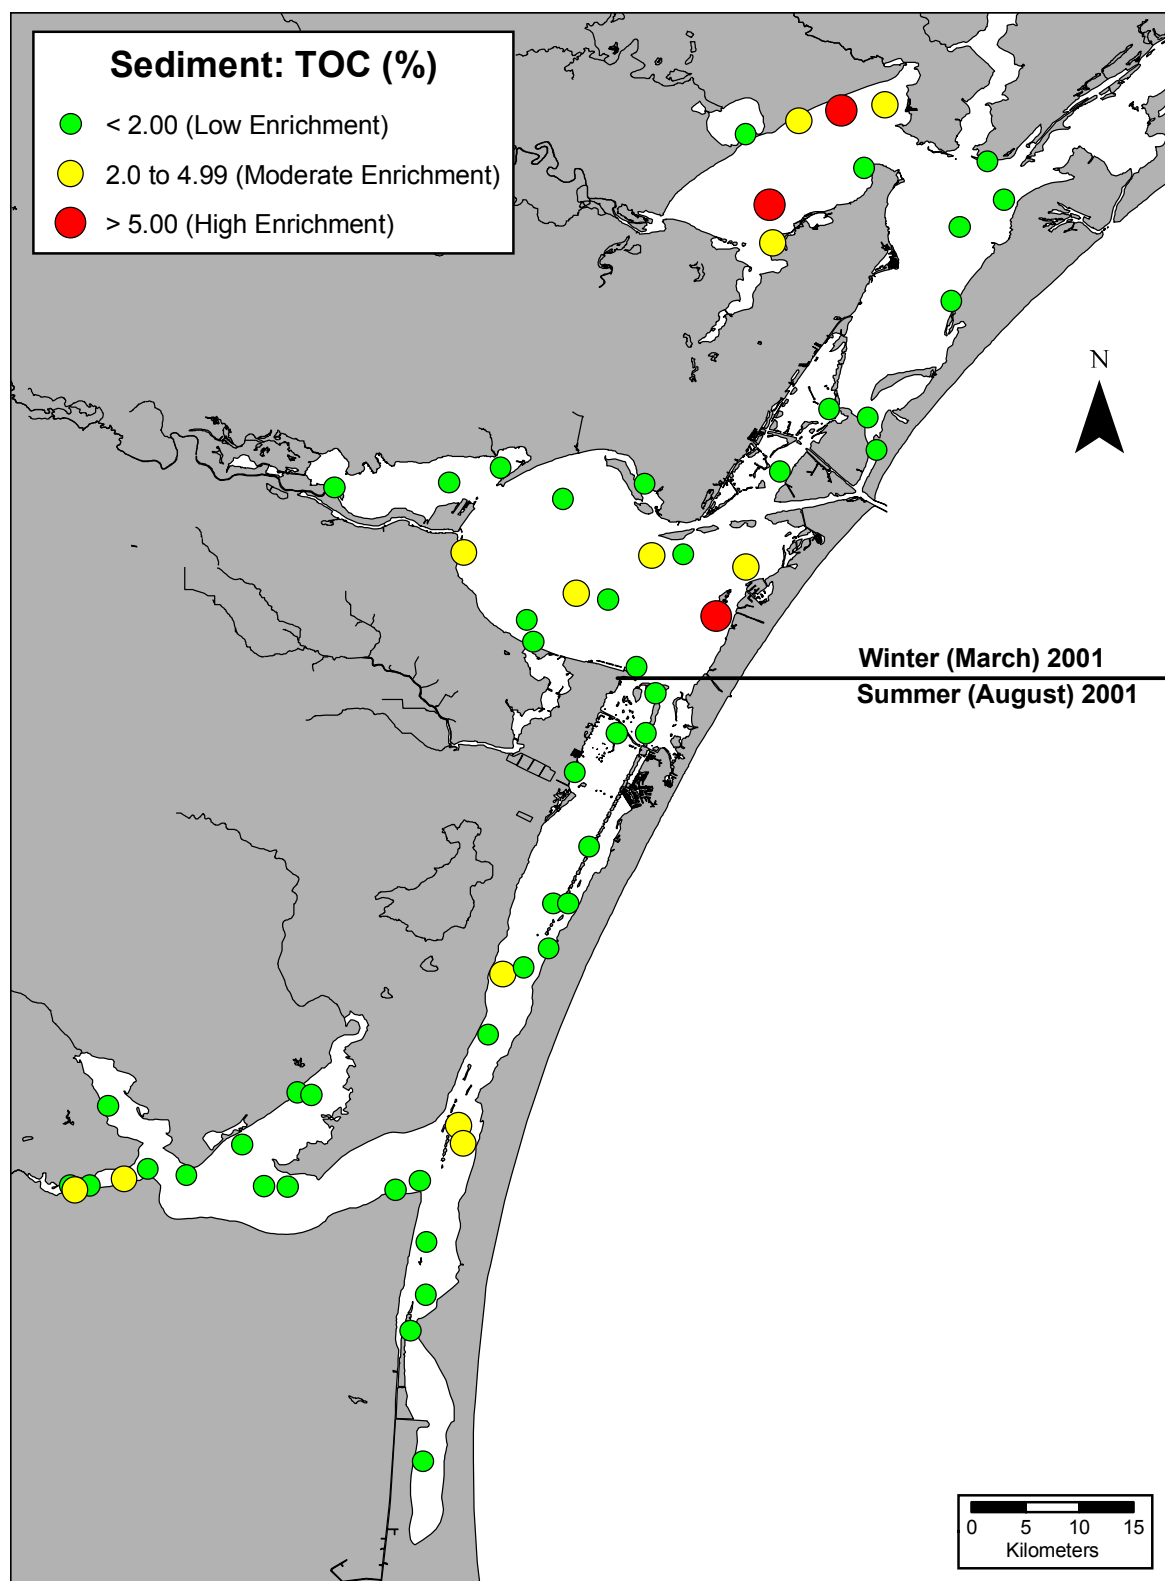 Sediment: TOC (%)
< 2.00 (Low Enrichment)
2.0 to 4.99 (Moderate Enrichment)
> 5.00 (High Enrichment)
N
Winter (March) 2001
Summer (August) 2001
0 5 10 15
Kilometers